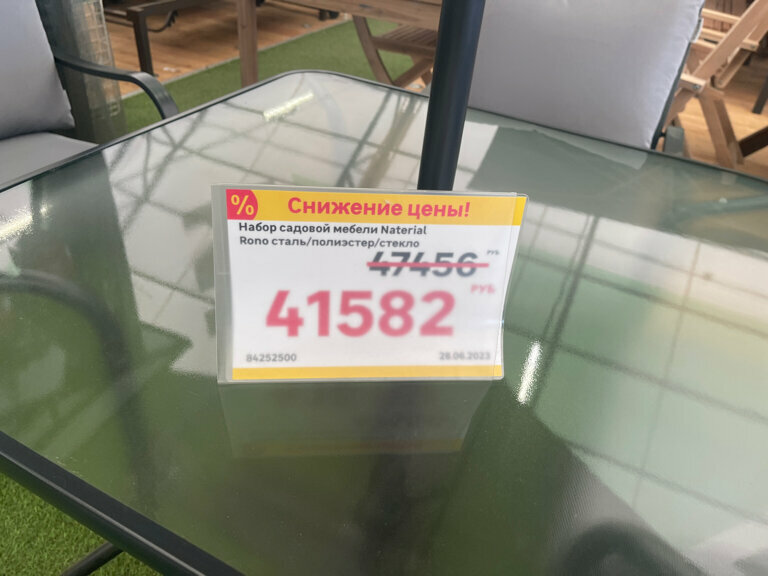 % Снижение цены!
Набор садовой мебели Naterial
Rono сталь/полиэстер/стекло
47456 РУБ
41582 РУБ
84252500 28.06.2023